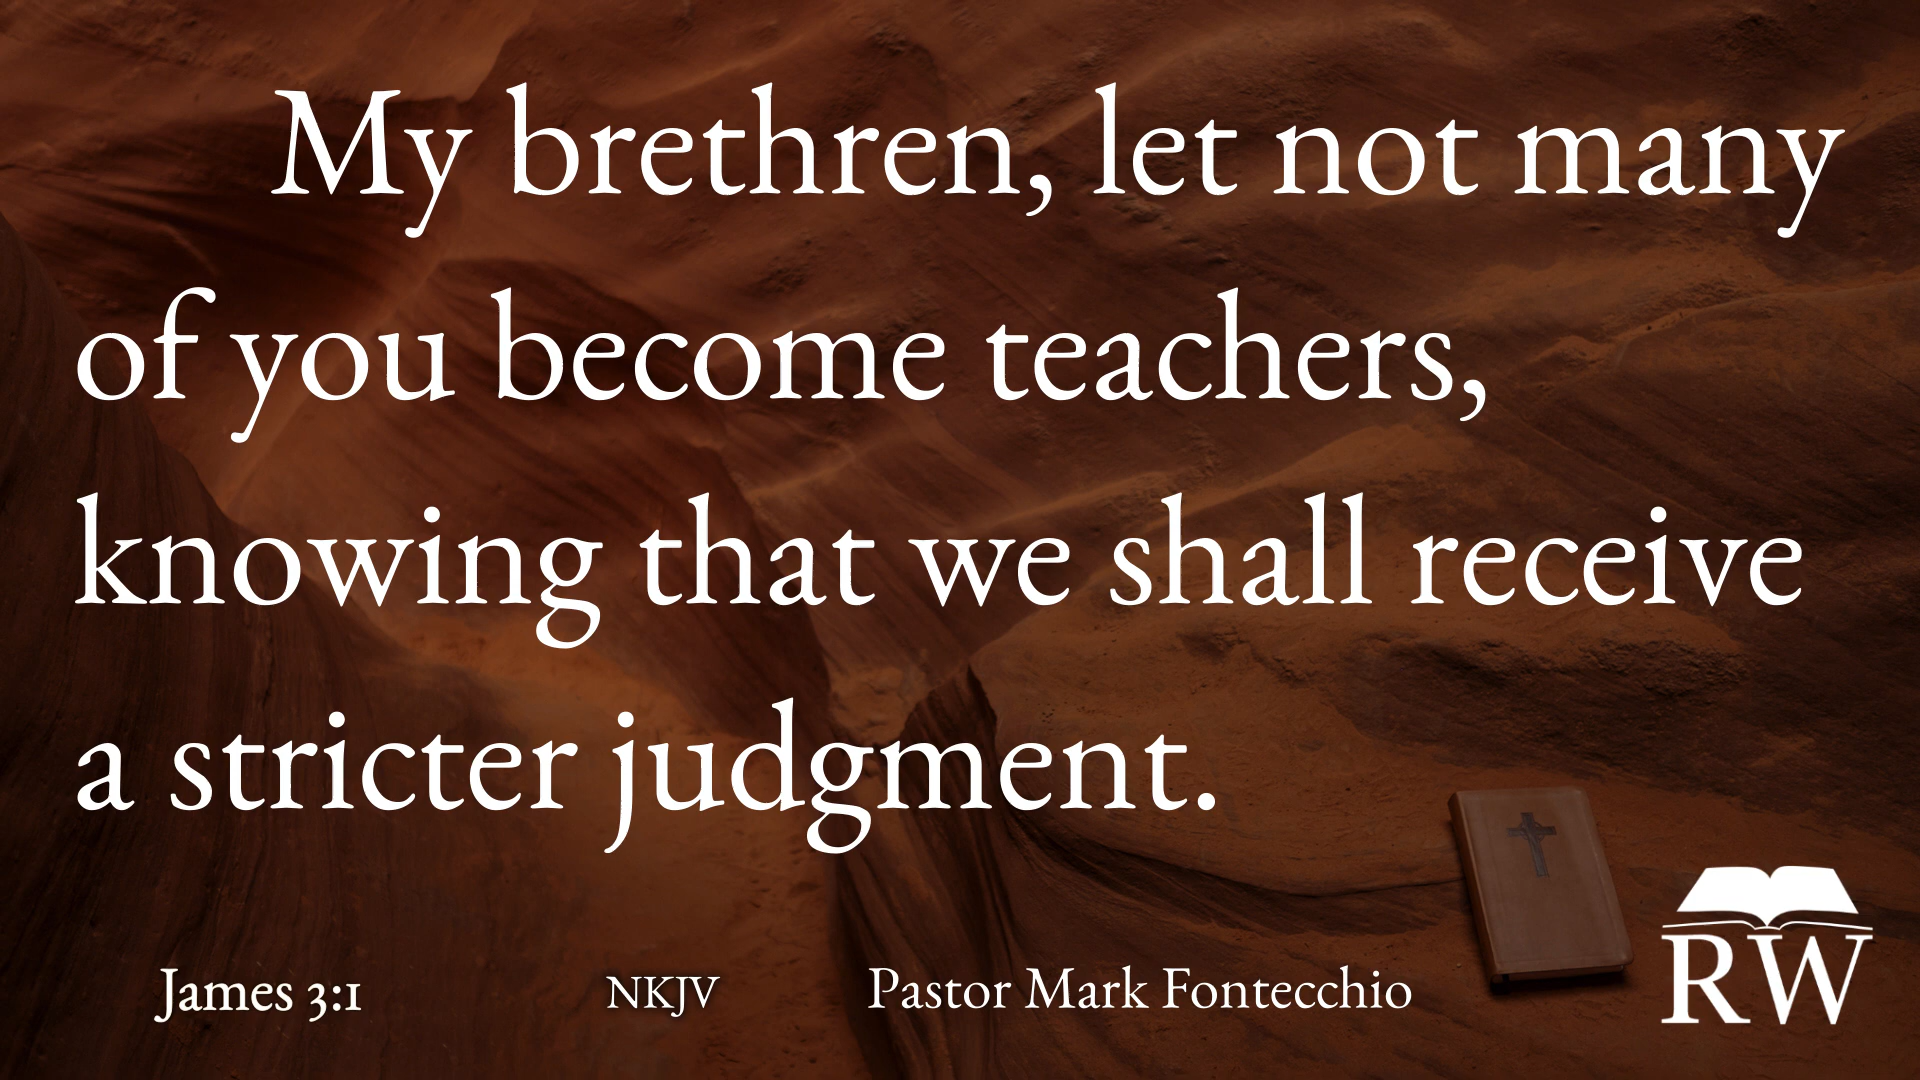 My brethren, let not many
of you become teachers,
knowing that we shall receive
a stricter judgment.
James 3:1 NKJV Pastor Mark Fontecchio
RW